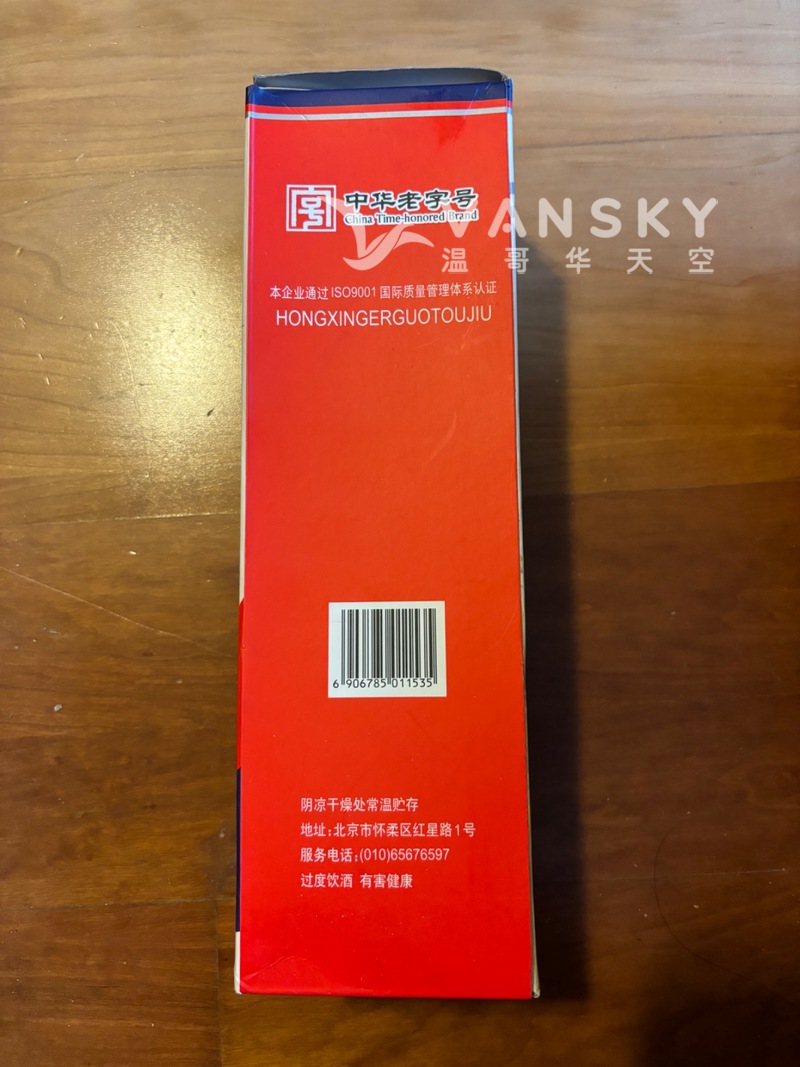 中华老字号
China Time-honored Brand
VANSKY
温哥华天空
本企业通过 ISO9001 国际质量管理体系认证
HONGXINGERGUOTOUJIU
6 906785 011535
阴凉干燥处常温贮存
地址:北京市怀柔区红星路1号
服务电话:(010)65676597
过度饮酒 有害健康